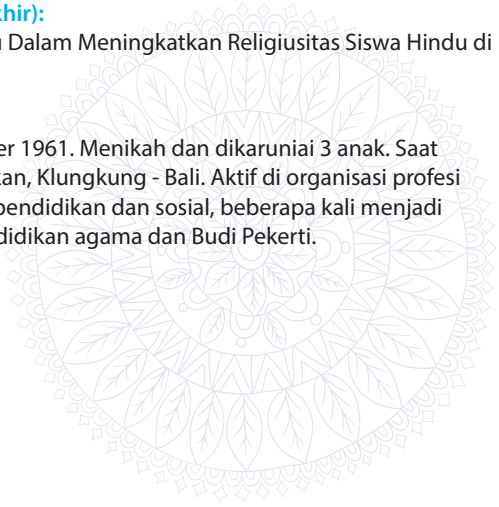 khir):
u Dalam Meningkatkan Religiusitas Siswa Hindu di
er 1961. Menikah dan dikaruniai 3 anak. Saat
kan, Klungkung - Bali. Aktif di organisasi profesi
pendidikan dan sosial, beberapa kali menjadi
didikan agama dan Budi Pekerti.